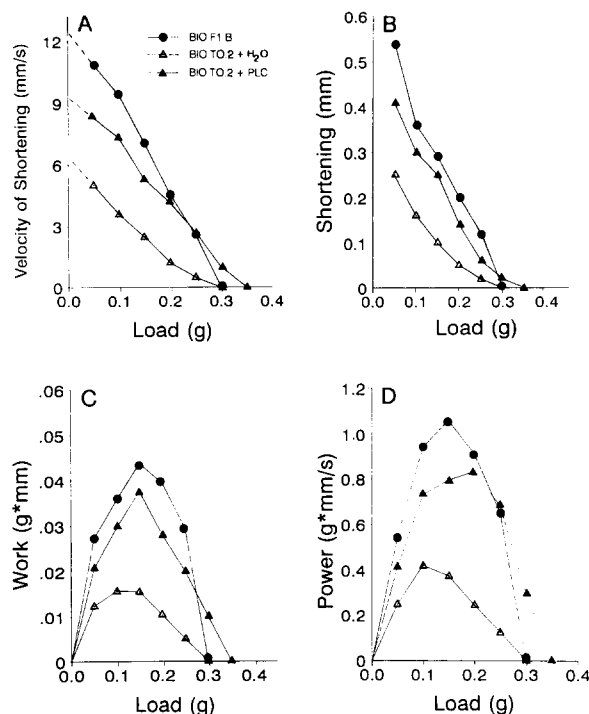 A
BIO F1 B
BIO TO 2 + H₂O
BIO TO 2 + PLC
Velocity of Shortening (mm/s)
12
9
6
3
0
0.0 0.1 0.2 0.3 0.4
Load (g)
B
Shortening (mm)
0.6
0.5
0.4
0.3
0.2
0.1
0.0
0.0 0.1 0.2 0.3 0.4
Load (g)
C
Work (g*mm)
.06
.05
.04
.03
.02
.01
0
0.0 0.1 0.2 0.3 0.4
Load (g)
D
Power (g*mm/s)
1.2
1.0
0.8
0.6
0.4
0.2
0
0.0 0.1 0.2 0.3 0.4
Load (g)